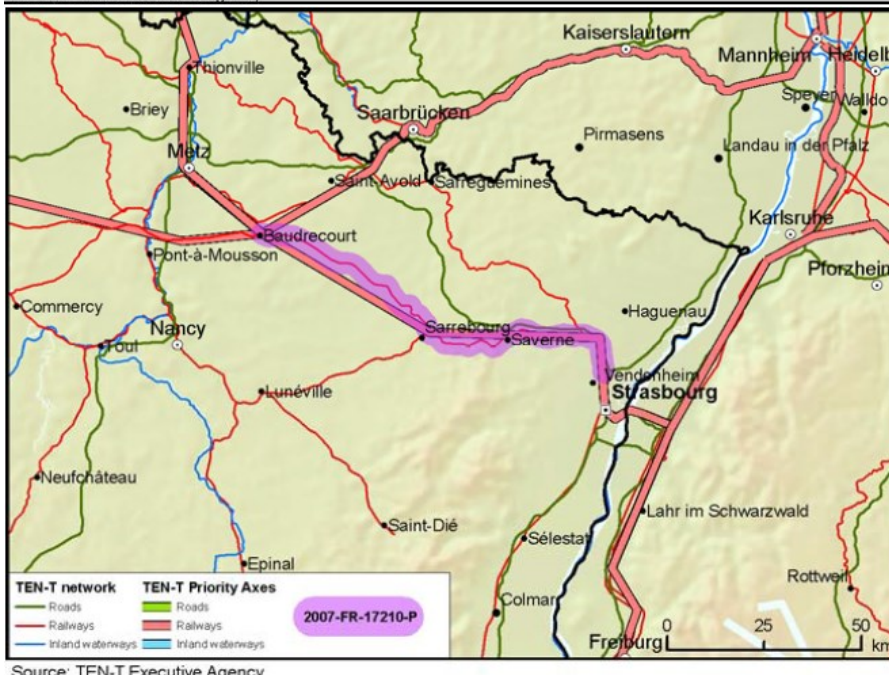 Kaiserslautern
Mannheim
Heidelb
Thionville
Briey
Saarbrücken
Speyer
Walldo
Pirmasens
Landau in der Pfalz
Metz
Saint-Avold
Sarreguemines
Karlsruhe
Baudrecourt
Pont-à-Mousson
Pforzheim
Commercy
Nancy
Toul
Sarrebourg
Saverne
Haguenau
Vendenheim
Strasbourg
Lunéville
Neufchâteau
Lahr im Schwarzwald
Saint-Dié
Sélestat
Epinal
Rottweil
Colmar
Freiburg
TEN-T network TEN-T Priority Axes
Roads Roads
Railways Railways
Inland waterways Inland waterways
2007-FR-17210-P
0 25 50
km
Source: TEN-T Executive Agency